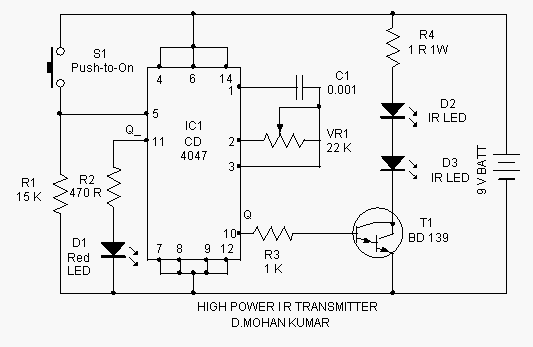 S1
Push-to-On
R4
1 R 1W
4 6 14
1
C1
0.001
5
IC1
CD
4047
D2
IR LED
Q_
11
2
VR1
22 K
3
D3
IR LED
9 V BATT
R1
15 K
R2
470 R
Q
10
T1
BD 139
D1
Red
LED
7 8 9 12
R3
1 K
HIGH POWER I R TRANSMITTER
D.MOHAN KUMAR